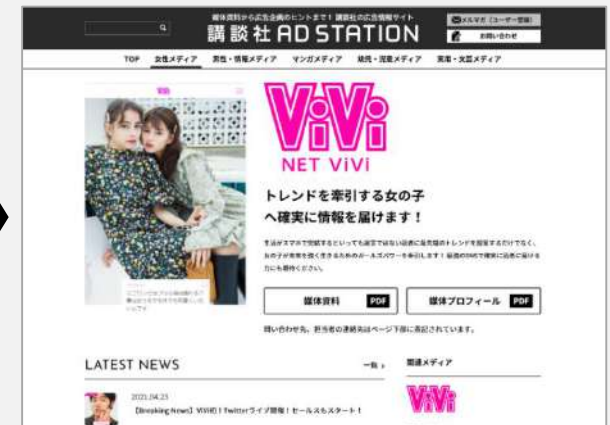 媒体資料から広告企画のヒントまで！ 講談社の広告情報サイト
講談社 AD STATION
メルマガ（ユーザー登録）
お問い合わせ
TOP 女性メディア 男性・情報メディア マンガメディア 幼児・児童メディア 実用・文芸メディア
ViVi
ViVi
NET ViVi
トレンドを牽引する女の子
へ確実に情報を届けます！
媒体資料 PDF
媒体プロフィール PDF
問い合わせ先、担当者の連絡先はページ下部に表記されています。
LATEST NEWS
一覧
関連メディア
2021.04.23
【Breaking News】ViVi初！Twitterライブ開催！セールスもスタート！
ViVi